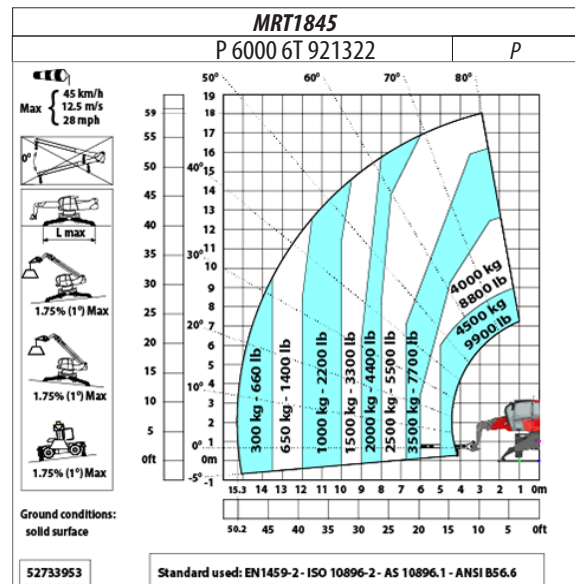 MRT1845
P 6000 6T 921322 P
Max
45 km/h
12.5 m/s
28 mph
0°
L max
1.75% (1°) Max
1.75% (1°) Max
1.75% (1°) Max
Ground conditions:
solid surface
52733953
50° 60° 70° 80°
40°
30°
20°
10°
0°
-5°
59
55
50
45
40
35
30
25
20
15
10
5
0ft
19
18
17
16
15
14
13
12
11
10
9
8
7
6
5
4
3
2
1
0m
-1
300 kg - 660 lb
650 kg - 1400 lb
1000 kg - 2200 lb
1500 kg - 3300 lb
2000 kg - 4400 lb
2500 kg - 5500 lb
3500 kg - 7700 lb
4000 kg
8800 lb
4500 kg
9900 lb
15.3 14 13 12 11 10 9 8 7 6 5 4 3 2 1 0m
50.2 45 40 35 30 25 20 15 10 5 0ft
Standard used: EN1459-2 - ISO 10896-2 - AS 10896.1 - ANSI B56.6